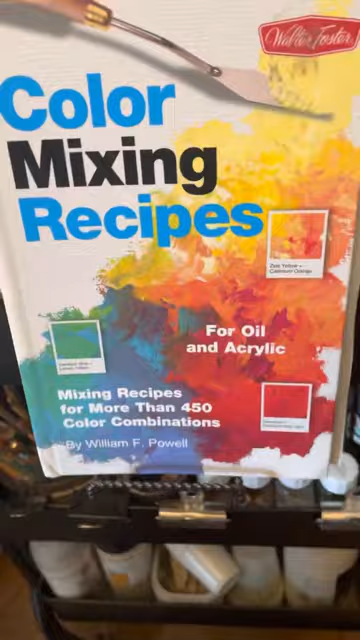 Walter Foster
Color
Mixing
Recipes
For Oil
and Acrylic
Mixing Recipes
for More Than 450
Color Combinations
By William F. Powell